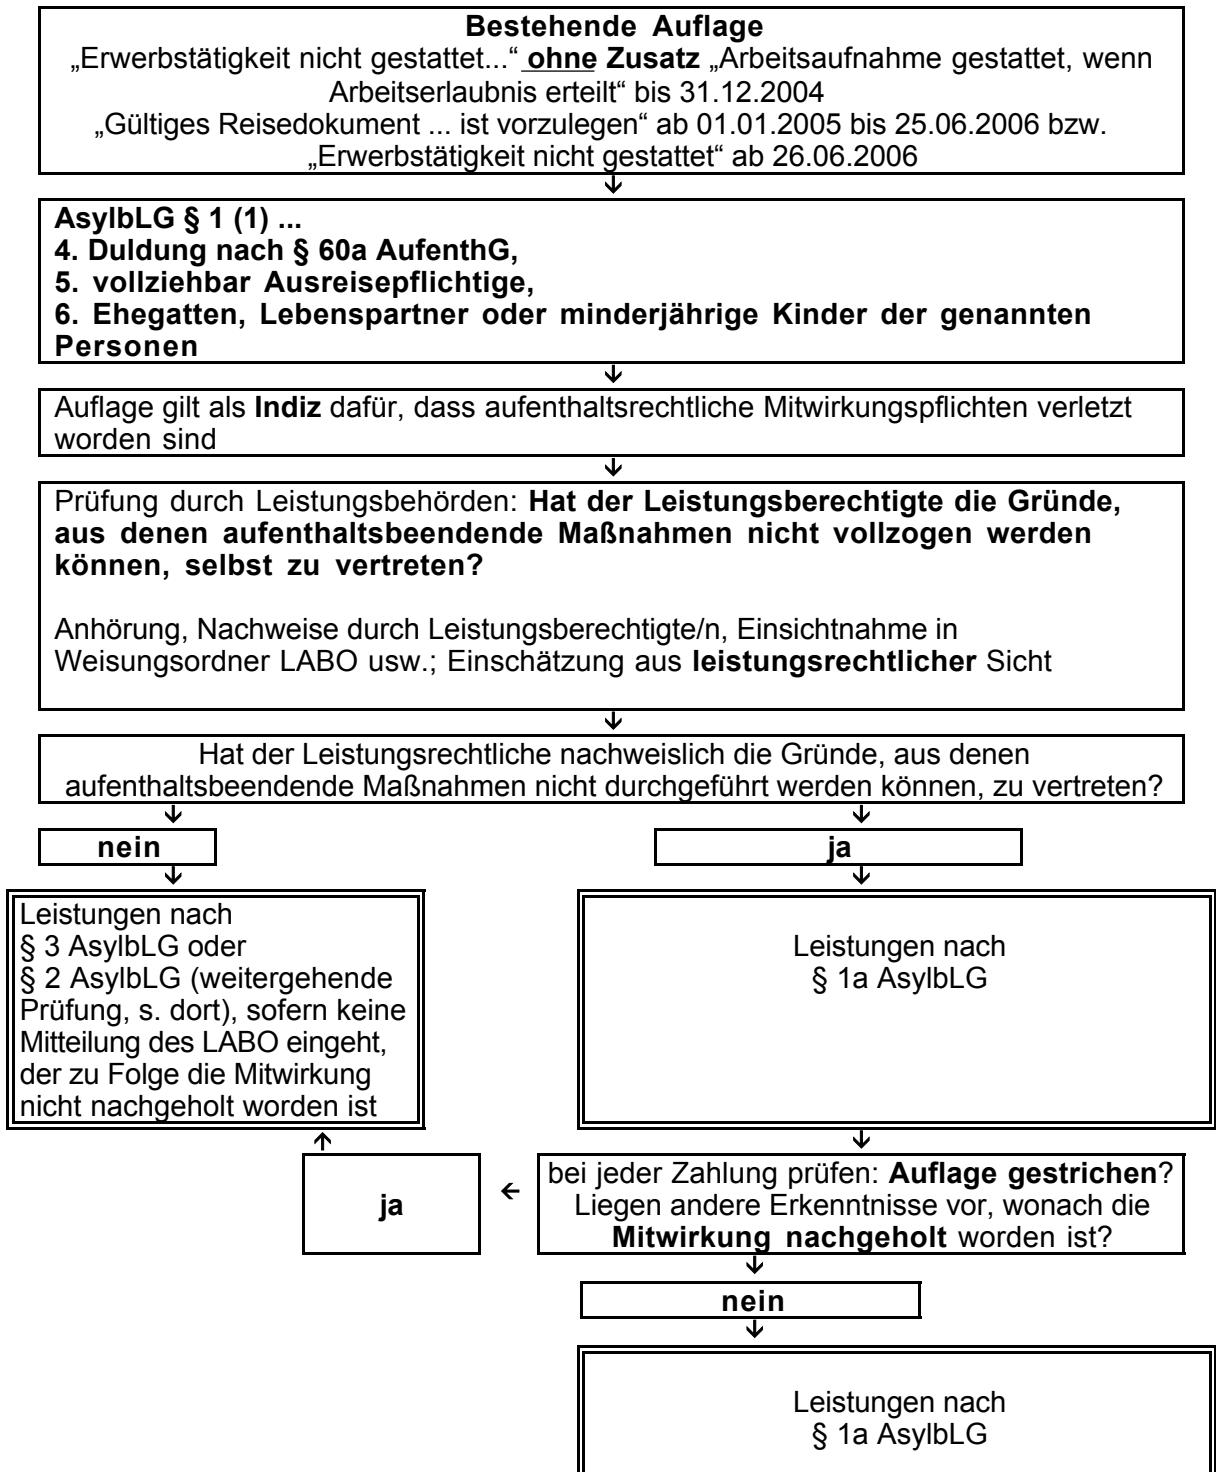 Bestehende Auflage
„Erwerbstätigkeit nicht gestattet...“ ohne Zusatz „Arbeitsaufnahme gestattet, wenn
Arbeitserlaubnis erteilt“ bis 31.12.2004
„Gültiges Reisedokument ... ist vorzulegen“ ab 01.01.2005 bis 25.06.2006 bzw.
„Erwerbstätigkeit nicht gestattet“ ab 26.06.2006
AsylbLG § 1 (1) ...
4. Duldung nach § 60a AufenthG,
5. vollziehbar Ausreisepflichtige,
6. Ehegatten, Lebenspartner oder minderjährige Kinder der genannten
Personen
Auflage gilt als Indiz dafür, dass aufenthaltsrechtliche Mitwirkungspflichten verletzt
worden sind
Prüfung durch Leistungsbehörden: Hat der Leistungsberechtigte die Gründe,
aus denen aufenthaltsbeendende Maßnahmen nicht vollzogen werden
können, selbst zu vertreten?
Anhörung, Nachweise durch Leistungsberechtigte/n, Einsichtnahme in
Weisungsordner LABO usw.; Einschätzung aus leistungsrechtlicher Sicht
Hat der Leistungsrechtliche nachweislich die Gründe, aus denen
aufenthaltsbeendende Maßnahmen nicht durchgeführt werden können, zu vertreten?
nein
ja
Leistungen nach
§ 3 AsylbLG oder
§ 2 AsylbLG (weitergehende
Prüfung, s. dort), sofern keine
Mitteilung des LABO eingeht,
der zu Folge die Mitwirkung
nicht nachgeholt worden ist
Leistungen nach
§ 1a AsylbLG
ja
bei jeder Zahlung prüfen: Auflage gestrichen?
Liegen andere Erkenntnisse vor, wonach die
Mitwirkung nachgeholt worden ist?
nein
Leistungen nach
§ 1a AsylbLG